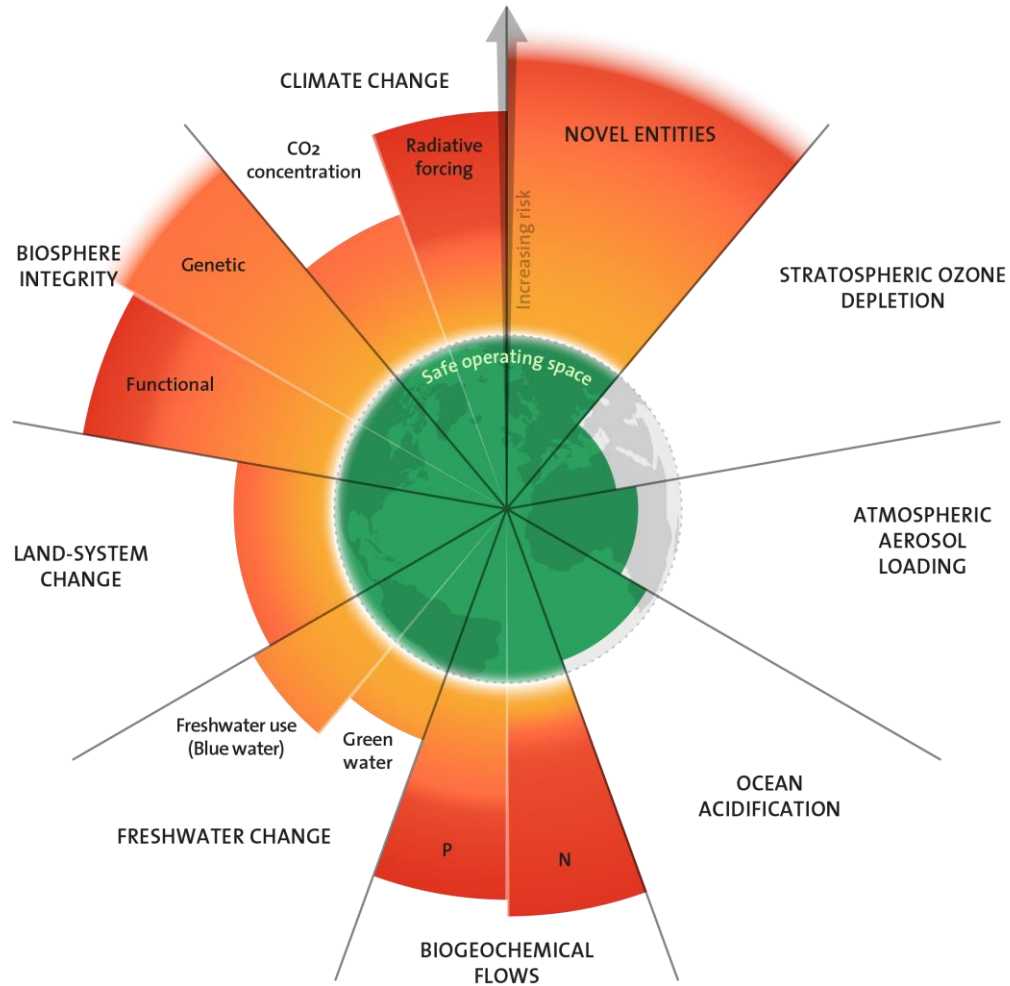 CLIMATE CHANGE
CO2
concentration
Radiative
forcing
NOVEL ENTITIES
Increasing risk
BIOSPHERE
INTEGRITY
Genetic
Functional
STRATOSPHERIC OZONE
DEPLETION
Safe operating space
ATMOSPHERIC
AEROSOL
LOADING
LAND-SYSTEM
CHANGE
Freshwater use
(Blue water)
Green
water
FRESHWATER CHANGE
OCEAN
ACIDIFICATION
P
N
BIOGEOCHEMICAL
FLOWS